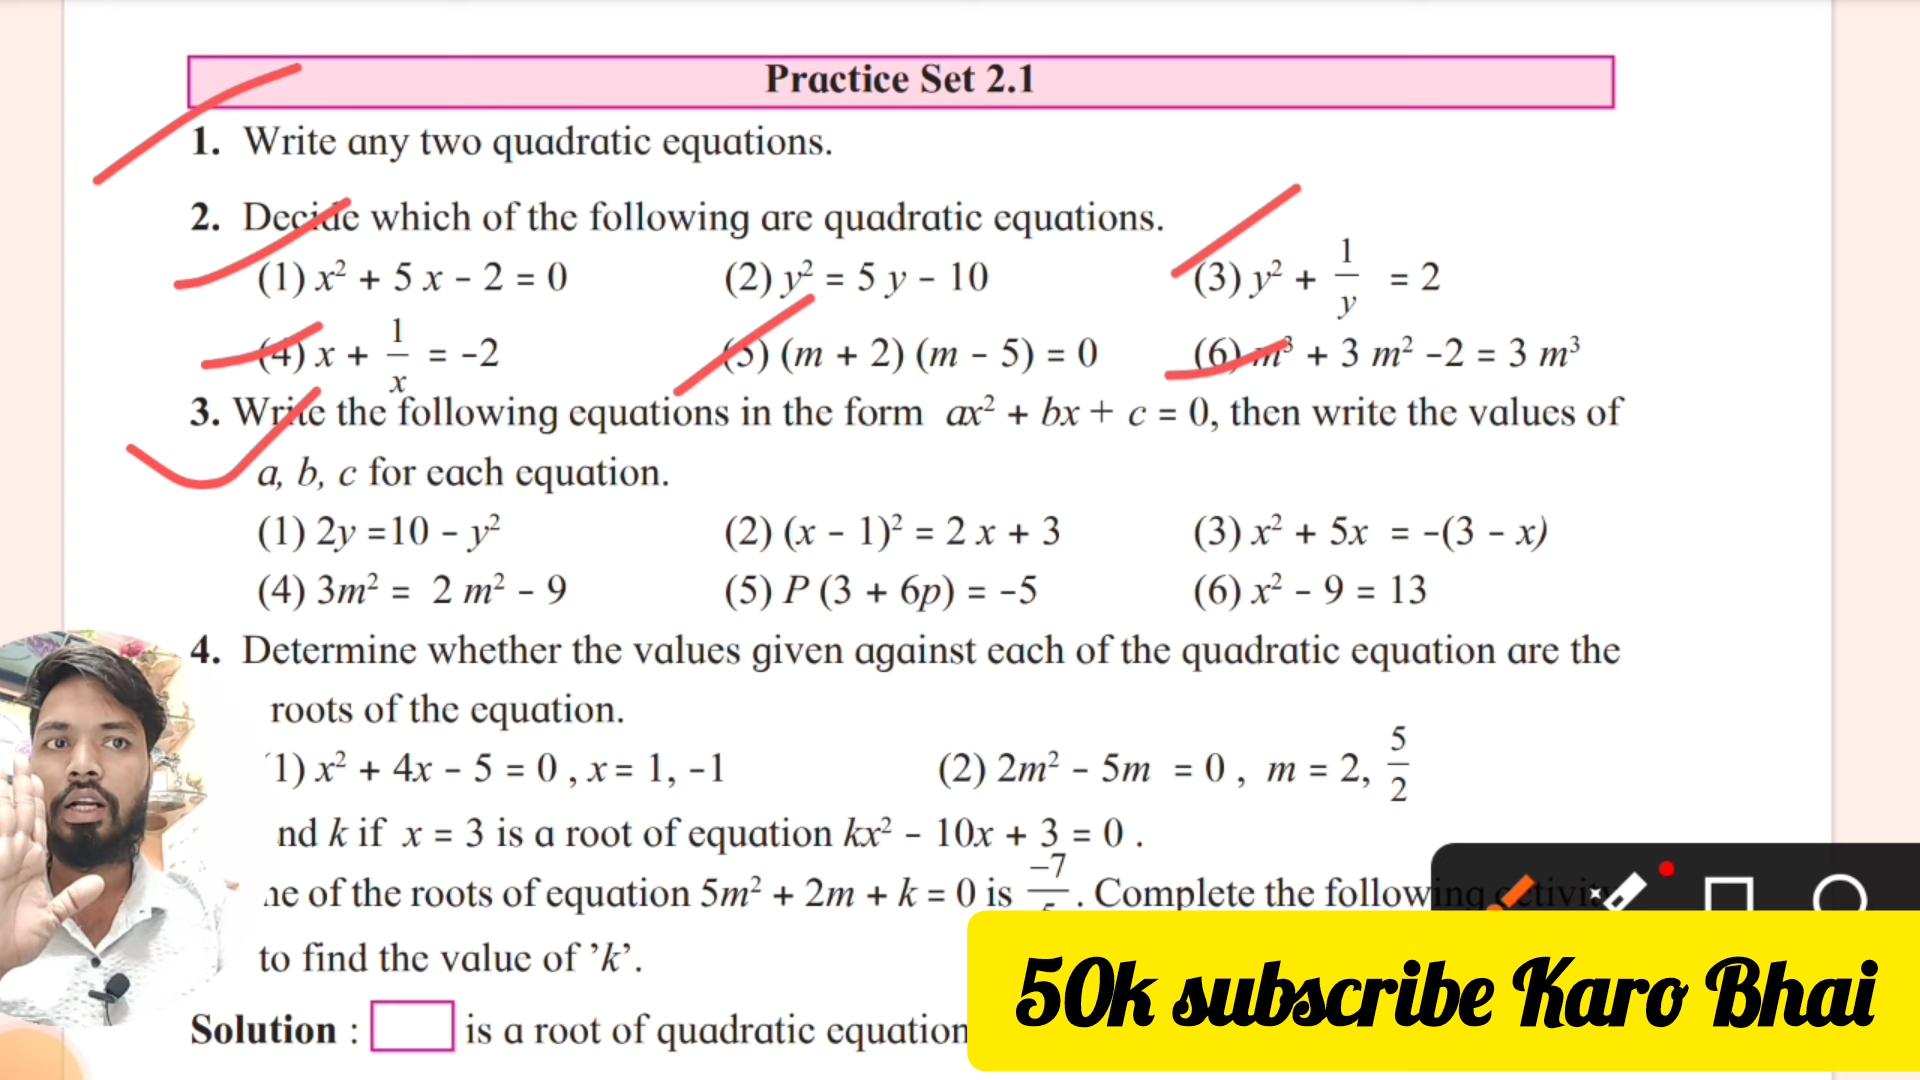 Practice Set 2.1
1. Write any two quadratic equations.
2. Decide which of the following are quadratic equations.
(1) x² + 5 x – 2 = 0 (2) y² = 5 y – 10 (3) y² + 1/y = 2
(4) x + 1/x = –2 (5) (m + 2) (m – 5) = 0 (6) m³ + 3 m² –2 = 3 m³
3. Write the following equations in the form ax² + bx + c = 0, then write the values of
a, b, c for each equation.
(1) 2y =10 – y² (2) (x – 1)² = 2 x + 3 (3) x² + 5x = –(3 – x)
(4) 3m² = 2 m² – 9 (5) P (3 + 6p) = –5 (6) x² – 9 = 13
4. Determine whether the values given against each of the quadratic equation are the
roots of the equation.
1) x² + 4x – 5 = 0 , x = 1, –1 (2) 2m² – 5m = 0 , m = 2, 5/2
nd k if x = 3 is a root of equation kx² – 10x + 3 = 0 .
ne of the roots of equation 5m² + 2m + k = 0 is –7 . Complete the following
to find the value of ’k’.
Solution : is a root of quadratic equation
50k subscribe Karo Bhai